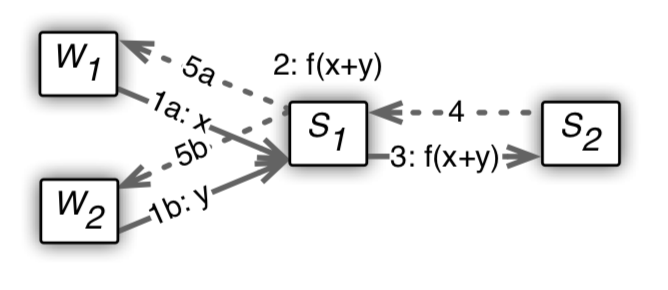 W1
5a
2: f(x+y)
1a: x
S1
4
S2
5b
3: f(x+y)
W2
1b: y